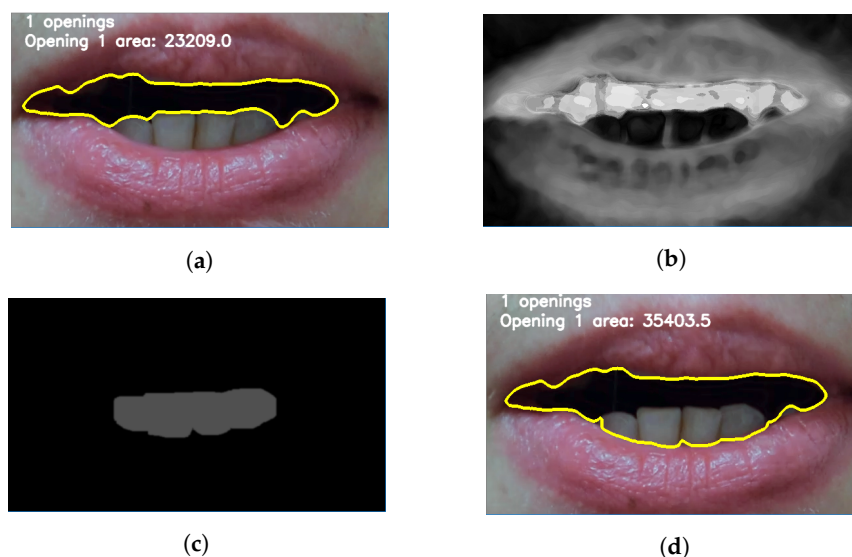 1 openings
Opening 1 area: 23209.0
(a)
(b)
(c)
1 openings
Opening 1 area: 35403.5
(d)